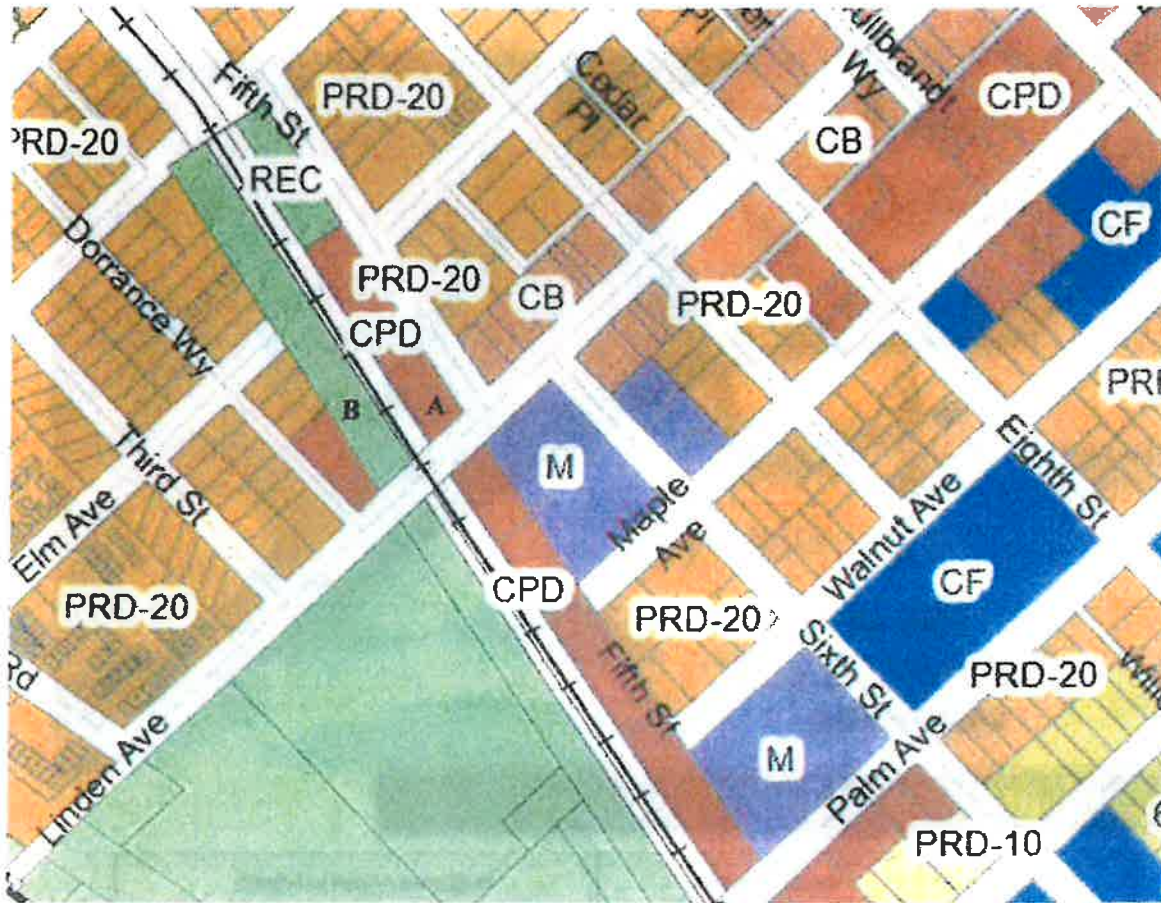 Fifth St
PRD-20
Cedar
Pl
Wy
CPD
PRD-20
CB
REC
CF
Dorrance Wy
PRD-20
CB
PRD-20
CPD
B
A
Third St
M
Maple
Ave
Walnut Ave
Eighth St
Elm Ave
PRD-20
CPD
CF
PRD-20
Fifth St
Sixth St
PRD-20
Rd
Linden Ave
M
Palm Ave
PRD-10